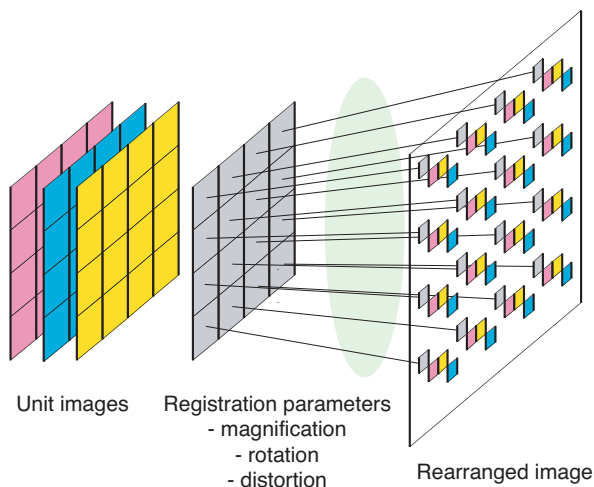 Unit images
Registration parameters
- magnification
- rotation
- distortion
Rearranged image